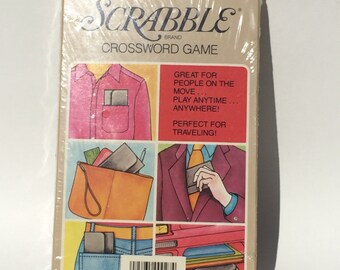 SCRABBLE®
BRAND
CROSSWORD GAME
GREAT FOR
PEOPLE ON THE
MOVE...
PLAY ANYTIME...
ANYWHERE!
PERFECT FOR
TRAVELING!